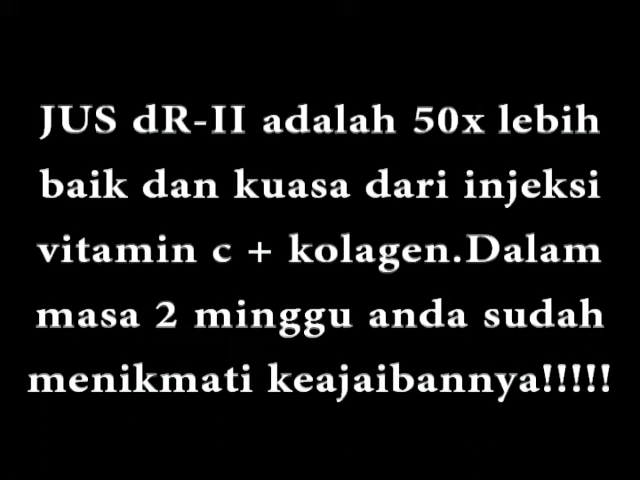 JUS dR-II adalah 50x lebih
baik dan kuasa dari injeksi
vitamin c + kolagen.Dalam
masa 2 minggu anda sudah
menikmati keajaibannya!!!!!